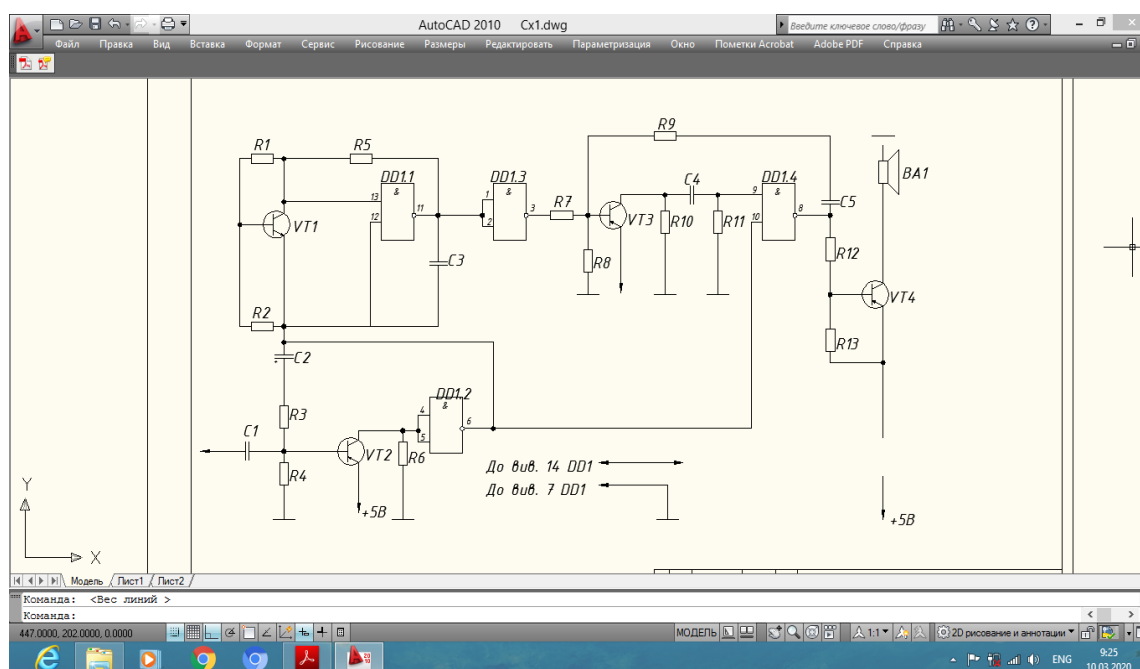 AutoCAD 2010 Cx1.dwg
Введите ключевое слово/фразу
Файл Правка Вид Вставка Формат Сервис Рисование Размеры Редактировать Параметризация Окно Пометки Acrobat Adobe PDF Справка
R9
R1 R5
DD1.1 DD1.3 C4 DD1.4 BA1
& & &
13 1 R7 9
12 11 2 3 10 8 C5
VT1 VT3 R10 R11
R12
C3 R8
VT4
R2
R13
C2
DD1.2
&
R3 4
C1 5 6
VT2 R6
R4 До вив. 14 DD1
До вив. 7 DD1
+5В +5В
Y
X
Модель Лист1 Лист2
Команда: <Вес линий >
Команда:
447.0000, 202.0000, 0.0000 МОДЕЛЬ 1:1 2D рисование и аннотации
ENG 9:25
10.03.2020